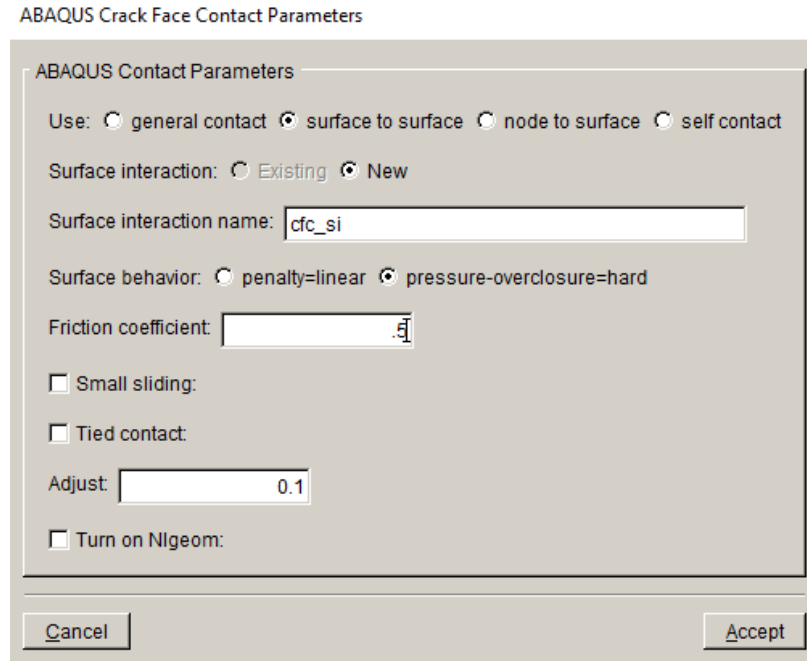 ABAQUS Crack Face Contact Parameters
ABAQUS Contact Parameters
Use: general contact surface to surface node to surface self contact
Surface interaction: Existing New
Surface interaction name: cfc_si
Surface behavior: penalty=linear pressure-overclosure=hard
Friction coefficient: .5
Small sliding:
Tied contact:
Adjust: 0.1
Turn on Nlgeom:
Cancel Accept